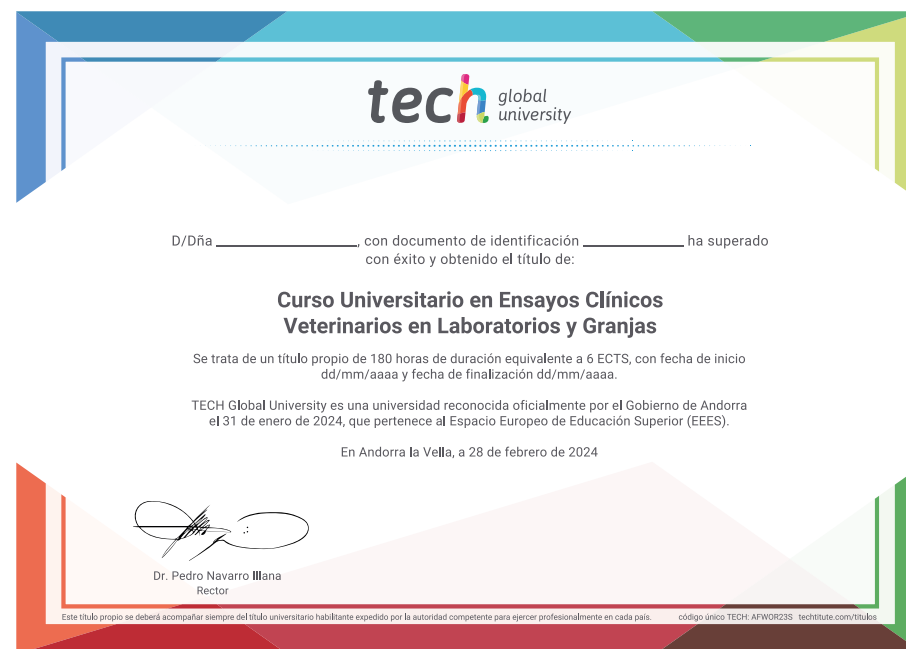 tech global university
D/Dña ____________________, con documento de identificación ______________ ha superado
con éxito y obtenido el título de:
Curso Universitario en Ensayos Clínicos
Veterinarios en Laboratorios y Granjas
Se trata de un título propio de 180 horas de duración equivalente a 6 ECTS, con fecha de inicio
dd/mm/aaaa y fecha de finalización dd/mm/aaaa.
TECH Global University es una universidad reconocida oficialmente por el Gobierno de Andorra
el 31 de enero de 2024, que pertenece al Espacio Europeo de Educación Superior (EEES).
En Andorra la Vella, a 28 de febrero de 2024
Dr. Pedro Navarro Illana
Rector
Este título propio se deberá acompañar siempre del título universitario habilitante expedido por la autoridad competente para ejercer profesionalmente en cada país. código único TECH: AFWOR23S techtitute.com/titulos